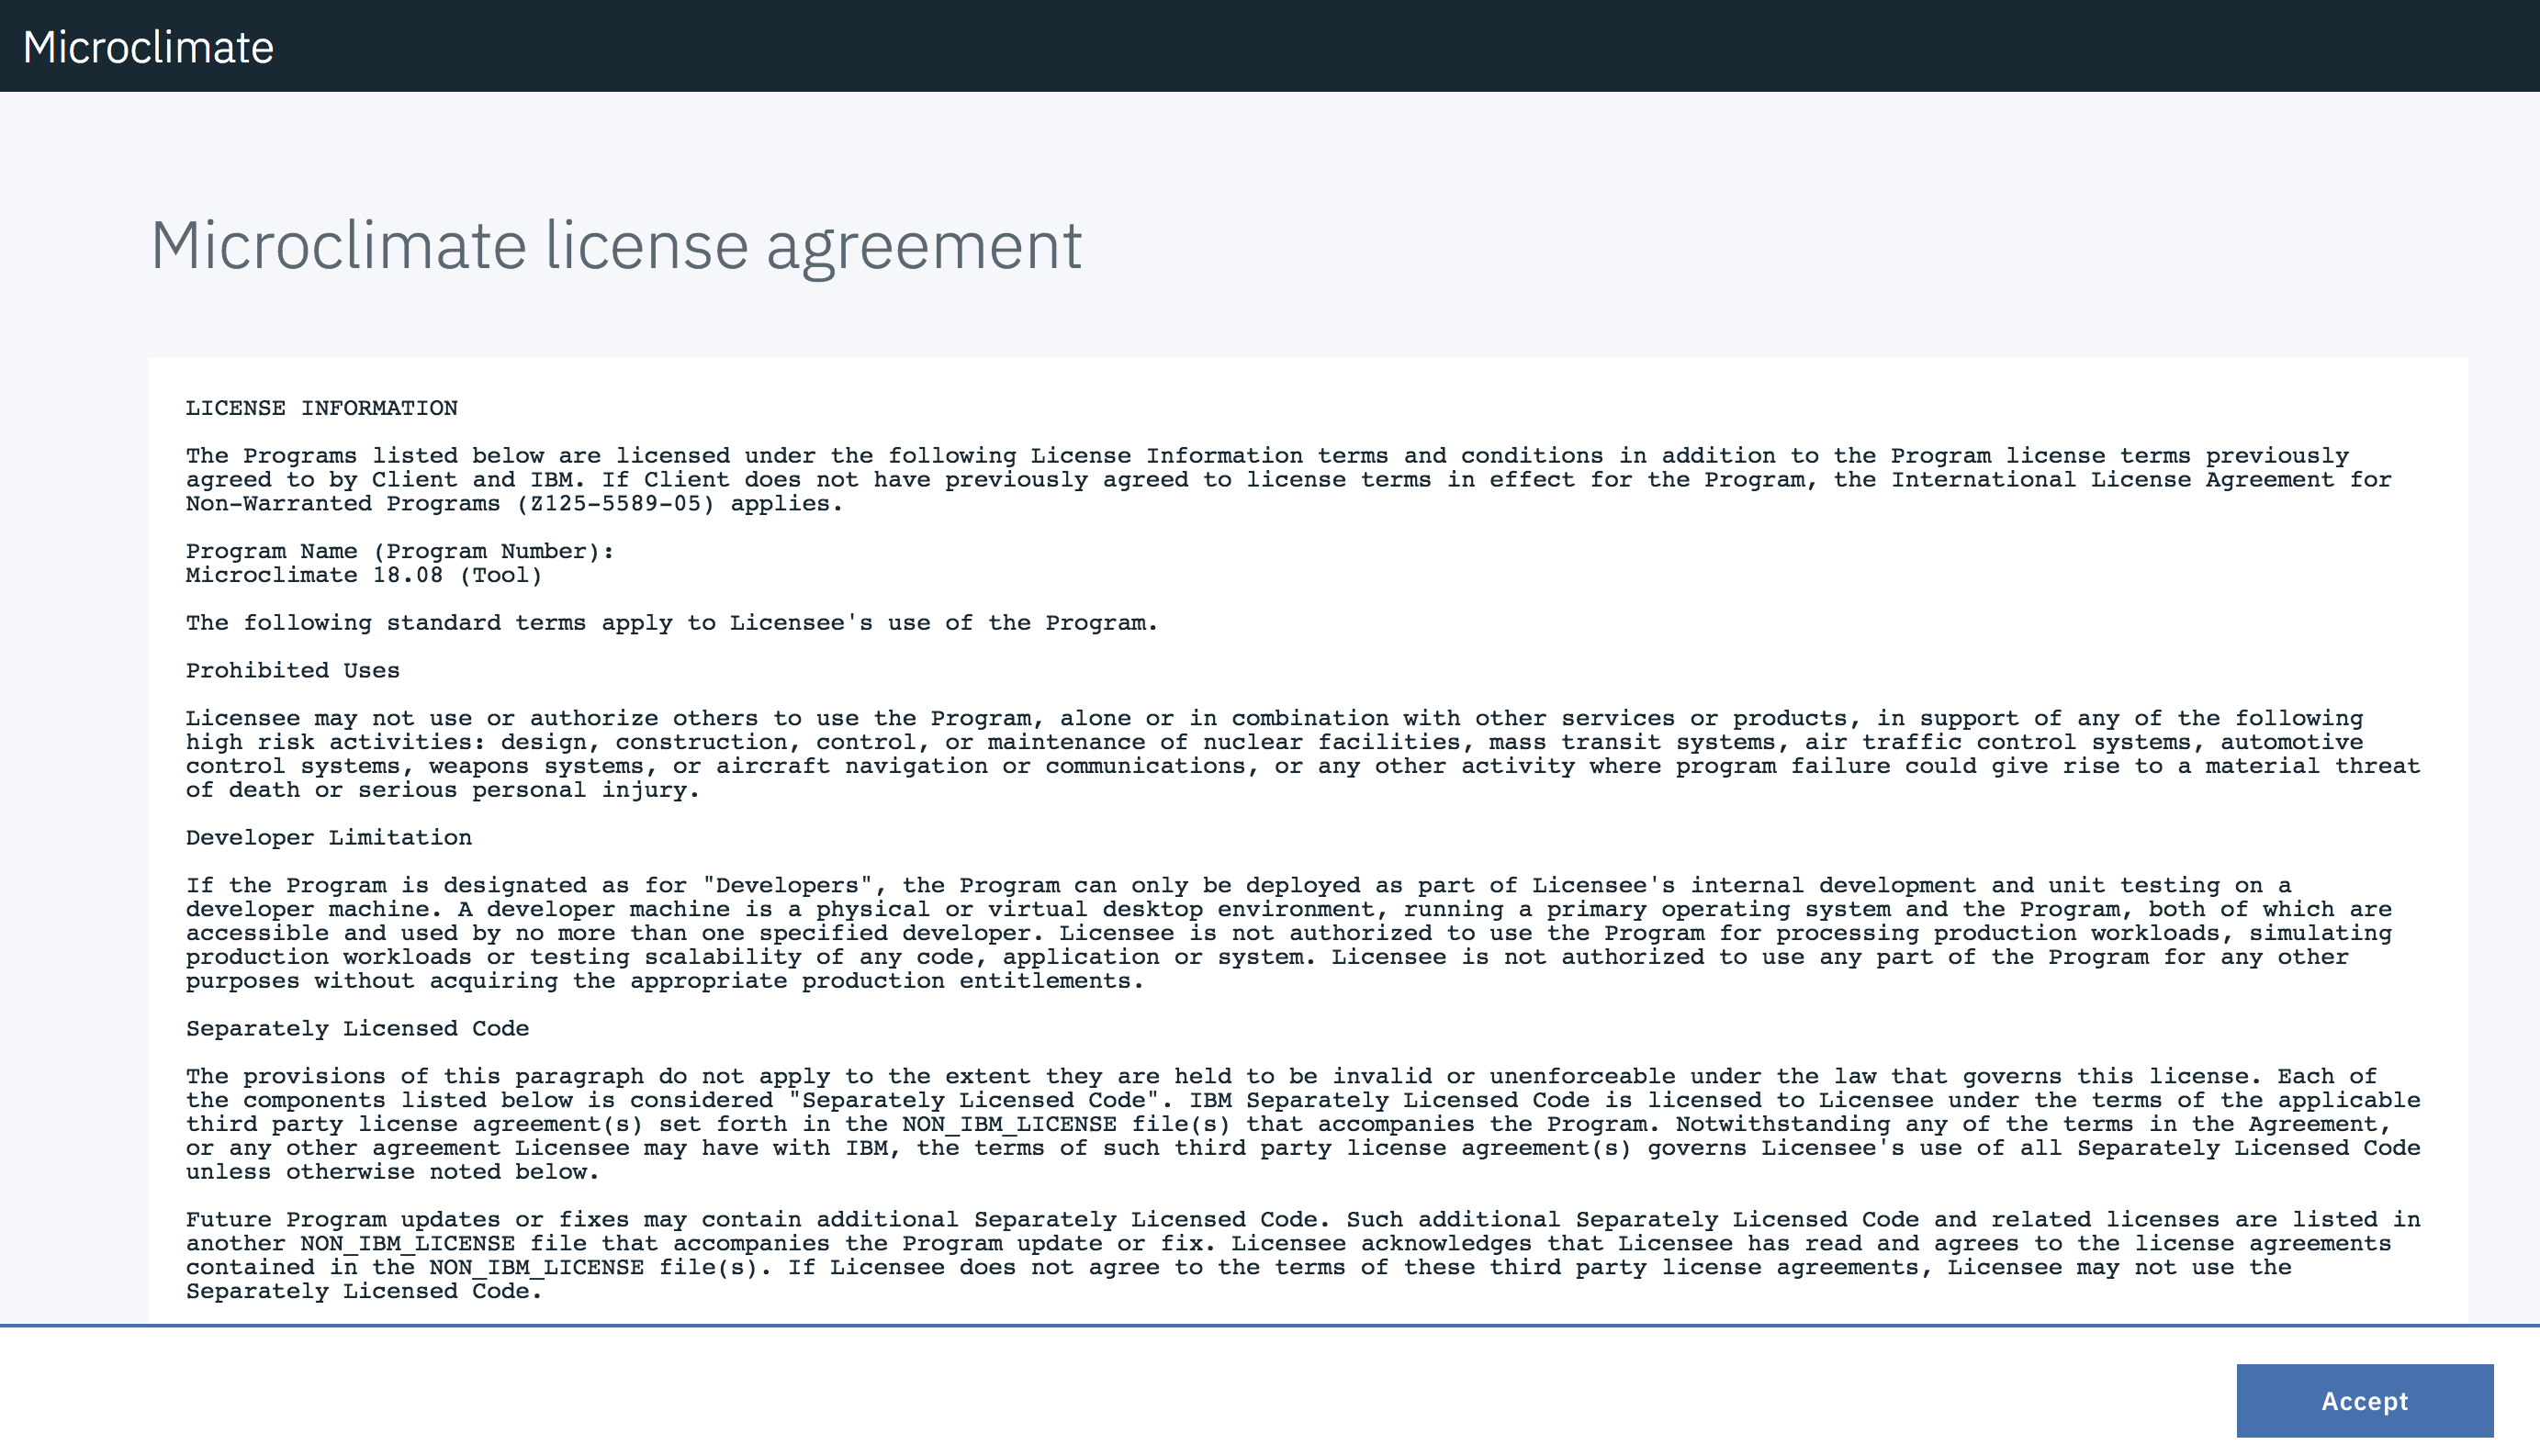 Microclimate
Microclimate license agreement
LICENSE INFORMATION
The Programs listed below are licensed under the following License Information terms and conditions in addition to the Program license terms previously
agreed to by Client and IBM. If Client does not have previously agreed to license terms in effect for the Program, the International License Agreement for
Non-Warranted Programs (Z125-5589-05) applies.
Program Name (Program Number):
Microclimate 18.08 (Tool)
The following standard terms apply to Licensee's use of the Program.
Prohibited Uses
Licensee may not use or authorize others to use the Program, alone or in combination with other services or products, in support of any of the following
high risk activities: design, construction, control, or maintenance of nuclear facilities, mass transit systems, air traffic control systems, automotive
control systems, weapons systems, or aircraft navigation or communications, or any other activity where program failure could give rise to a material threat
of death or serious personal injury.
Developer Limitation
If the Program is designated as for "Developers", the Program can only be deployed as part of Licensee's internal development and unit testing on a
developer machine. A developer machine is a physical or virtual desktop environment, running a primary operating system and the Program, both of which are
accessible and used by no more than one specified developer. Licensee is not authorized to use the Program for processing production workloads, simulating
production workloads or testing scalability of any code, application or system. Licensee is not authorized to use any part of the Program for any other
purposes without acquiring the appropriate production entitlements.
Separately Licensed Code
The provisions of this paragraph do not apply to the extent they are held to be invalid or unenforceable under the law that governs this license. Each of
the components listed below is considered "Separately Licensed Code". IBM Separately Licensed Code is licensed to Licensee under the terms of the applicable
third party license agreement(s) set forth in the NON_IBM_LICENSE file(s) that accompanies the Program. Notwithstanding any of the terms in the Agreement,
or any other agreement Licensee may have with IBM, the terms of such third party license agreement(s) governs Licensee's use of all Separately Licensed Code
unless otherwise noted below.
Future Program updates or fixes may contain additional Separately Licensed Code. Such additional Separately Licensed Code and related licenses are listed in
another NON_IBM_LICENSE file that accompanies the Program update or fix. Licensee acknowledges that Licensee has read and agrees to the license agreements
contained in the NON_IBM_LICENSE file(s). If Licensee does not agree to the terms of these third party license agreements, Licensee may not use the
Separately Licensed Code.
Accept